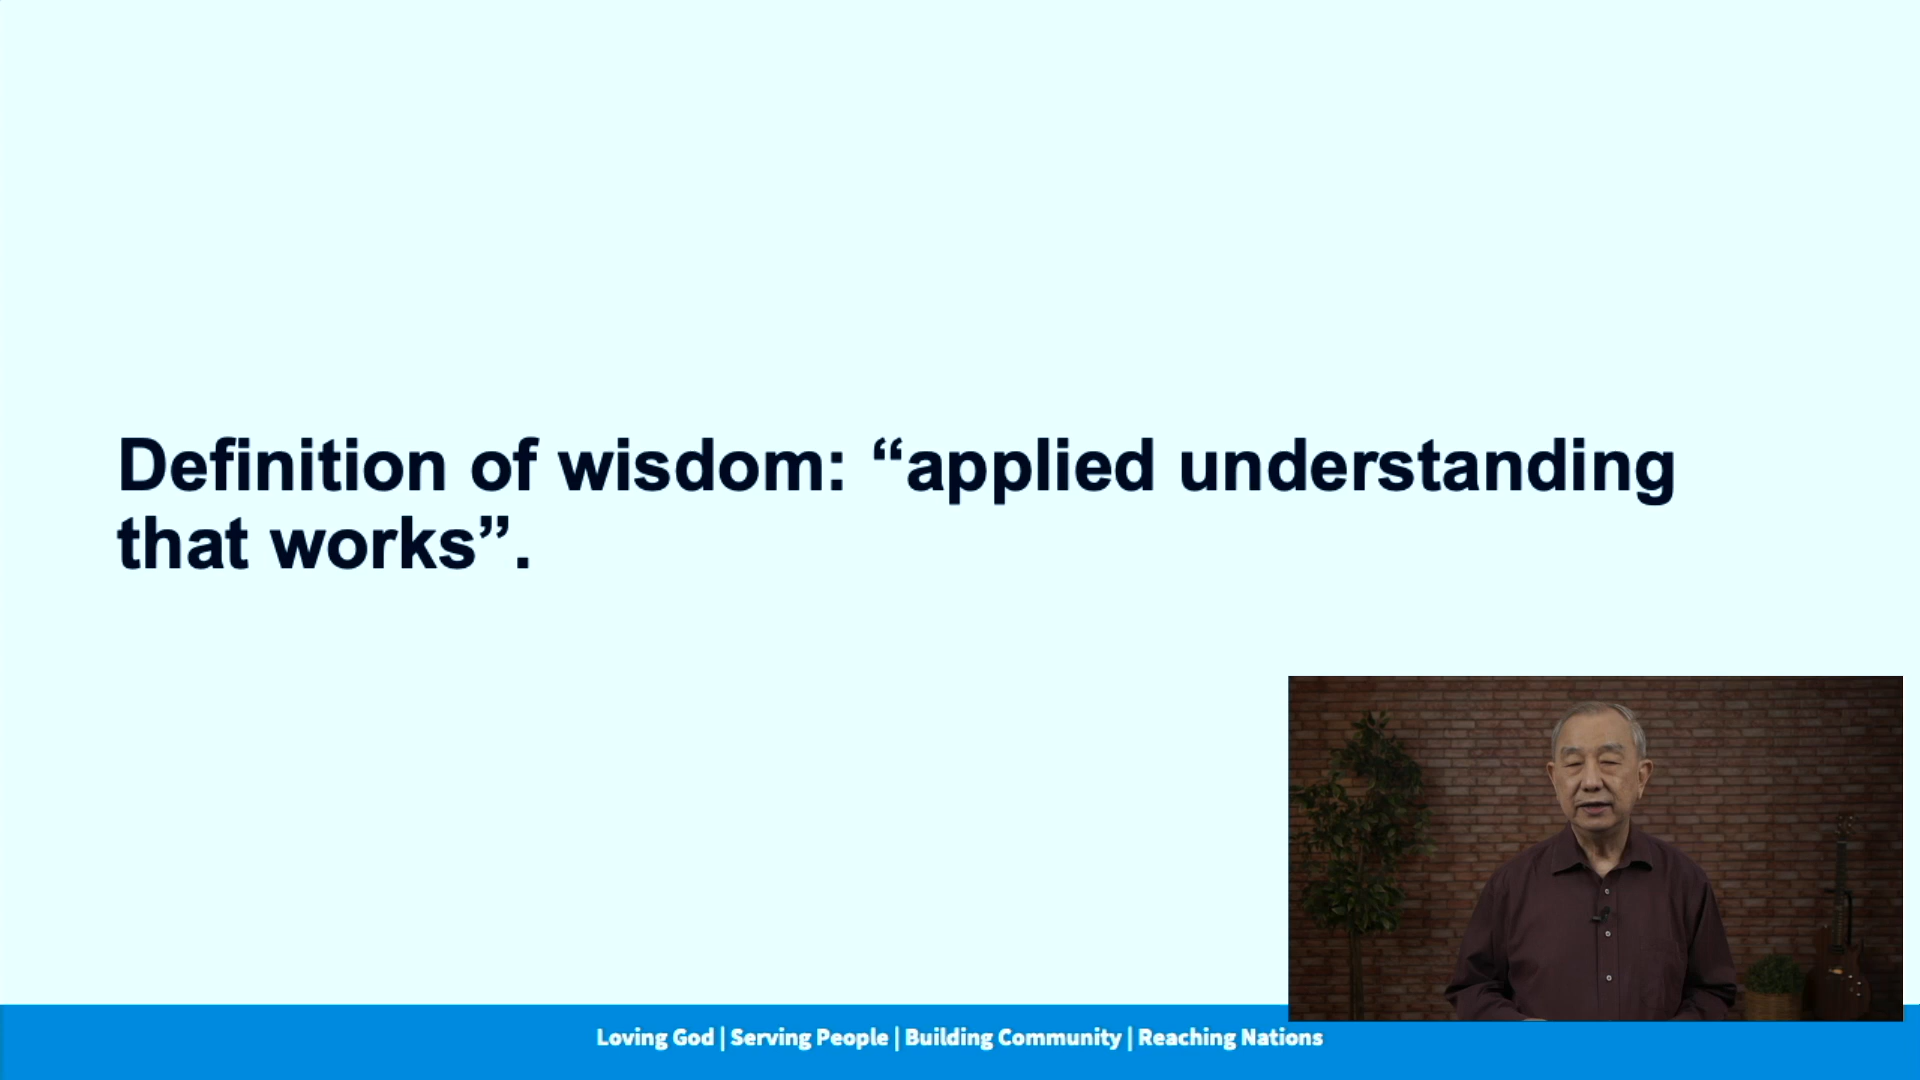 Definition of wisdom: “applied understanding
that works”.
Loving God | Serving People | Building Community | Reaching Nations